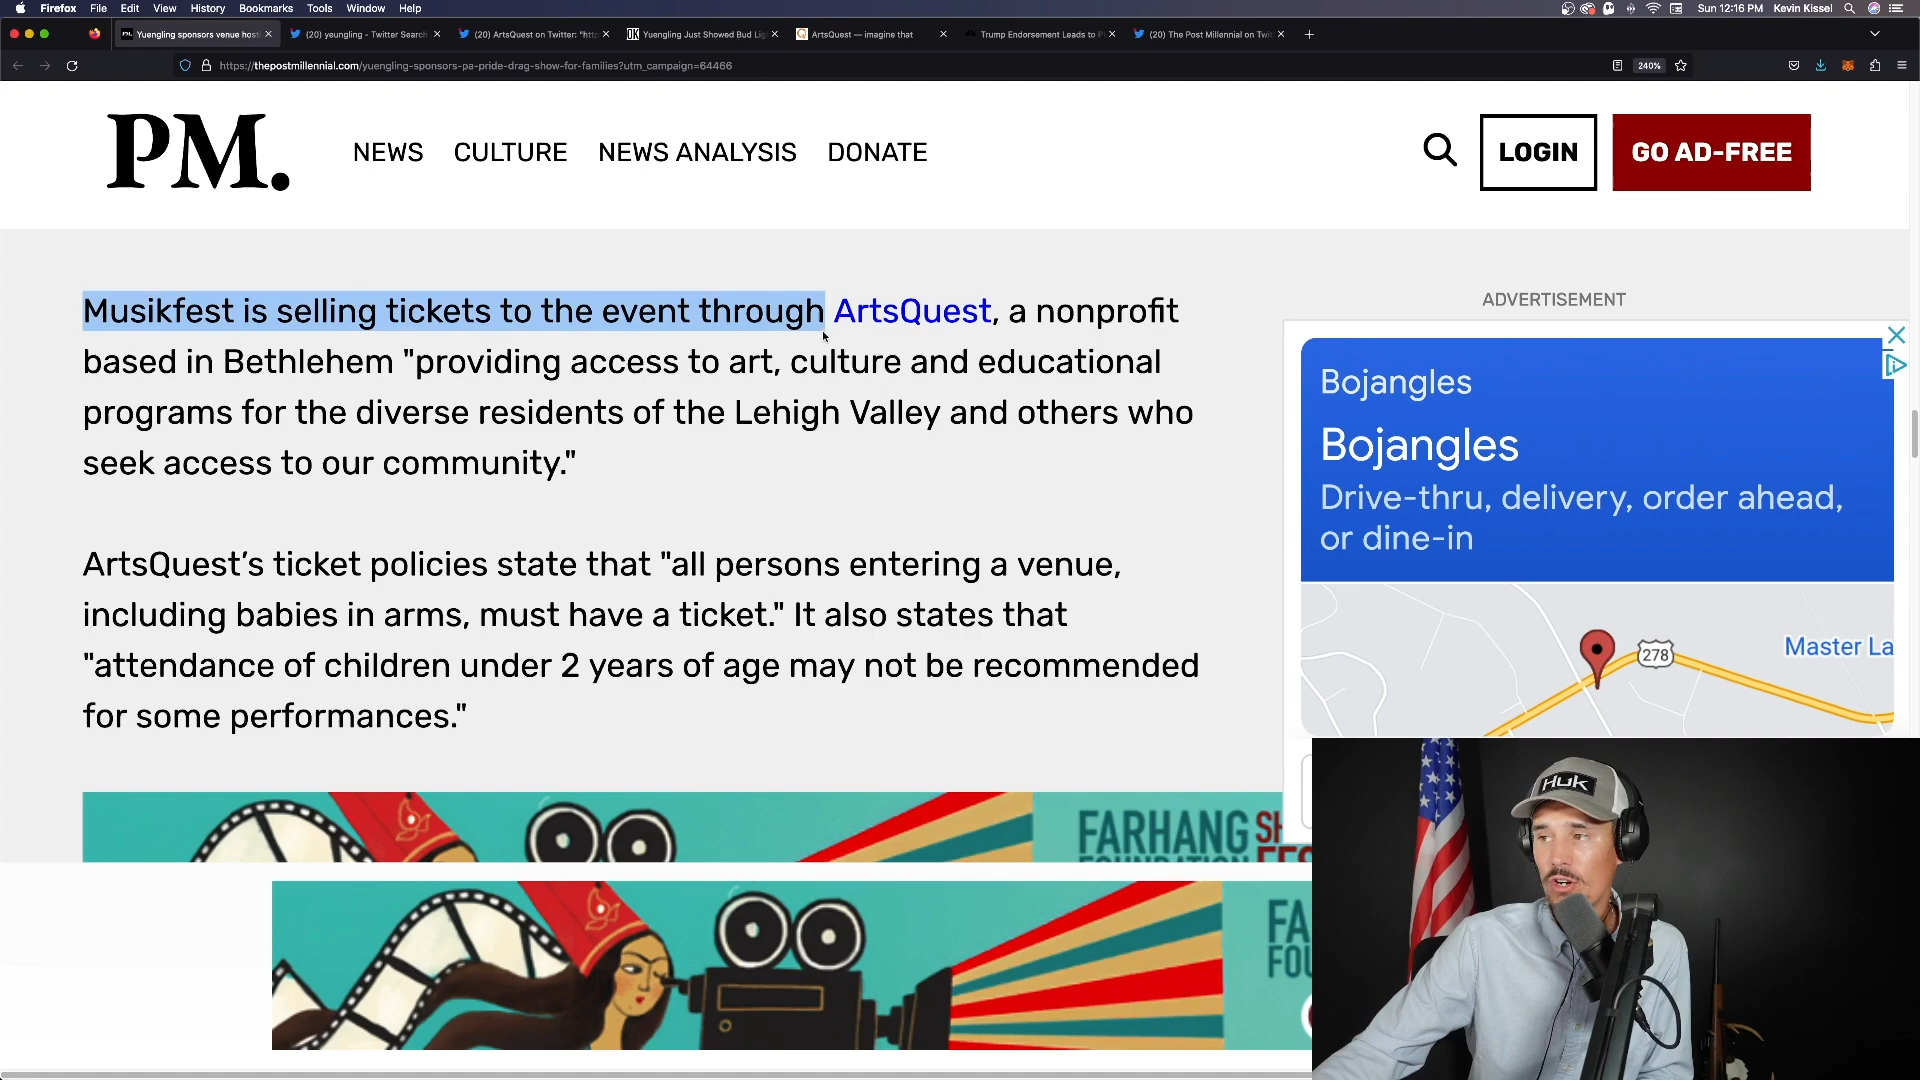 Firefox File Edit View History Bookmarks Tools Window Help
Sun 12:16 PM Kevin Kissel
Yuengling sponsors venue hosti
(20) yeungling - Twitter Search
(20) ArtsQuest on Twitter: "http
Yuengling Just Showed Bud Lig
ArtsQuest — imagine that
Trump Endorsement Leads to P
(20) The Post Millennial on Twit
https://thepostmillennial.com/yuengling-sponsors-pa-pride-drag-show-for-families?utm_campaign=64466
240%
PM.
NEWS CULTURE NEWS ANALYSIS DONATE
LOGIN
GO AD-FREE
Musikfest is selling tickets to the event through ArtsQuest, a nonprofit
based in Bethlehem "providing access to art, culture and educational
programs for the diverse residents of the Lehigh Valley and others who
seek access to our community."
ArtsQuest’s ticket policies state that "all persons entering a venue,
including babies in arms, must have a ticket." It also states that
"attendance of children under 2 years of age may not be recommended
for some performances."
ADVERTISEMENT
Bojangles
Bojangles
Drive-thru, delivery, order ahead,
or dine-in
278
Master La
FARHANG SH
FOUNDATION FES
FA
FOU
Huk